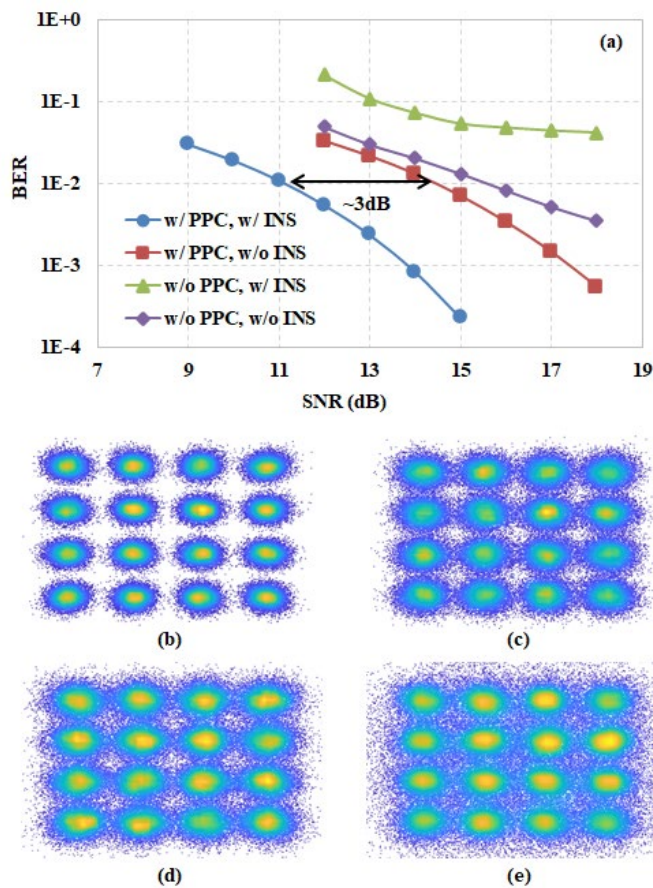 1E+0
(a)
1E-1
BER
1E-2
~3dB
w/ PPC, w/ INS
w/ PPC, w/o INS
1E-3
w/o PPC, w/ INS
w/o PPC, w/o INS
1E-4
7 9 11 13 15 17 19
SNR (dB)
(b) (c)
(d) (e)